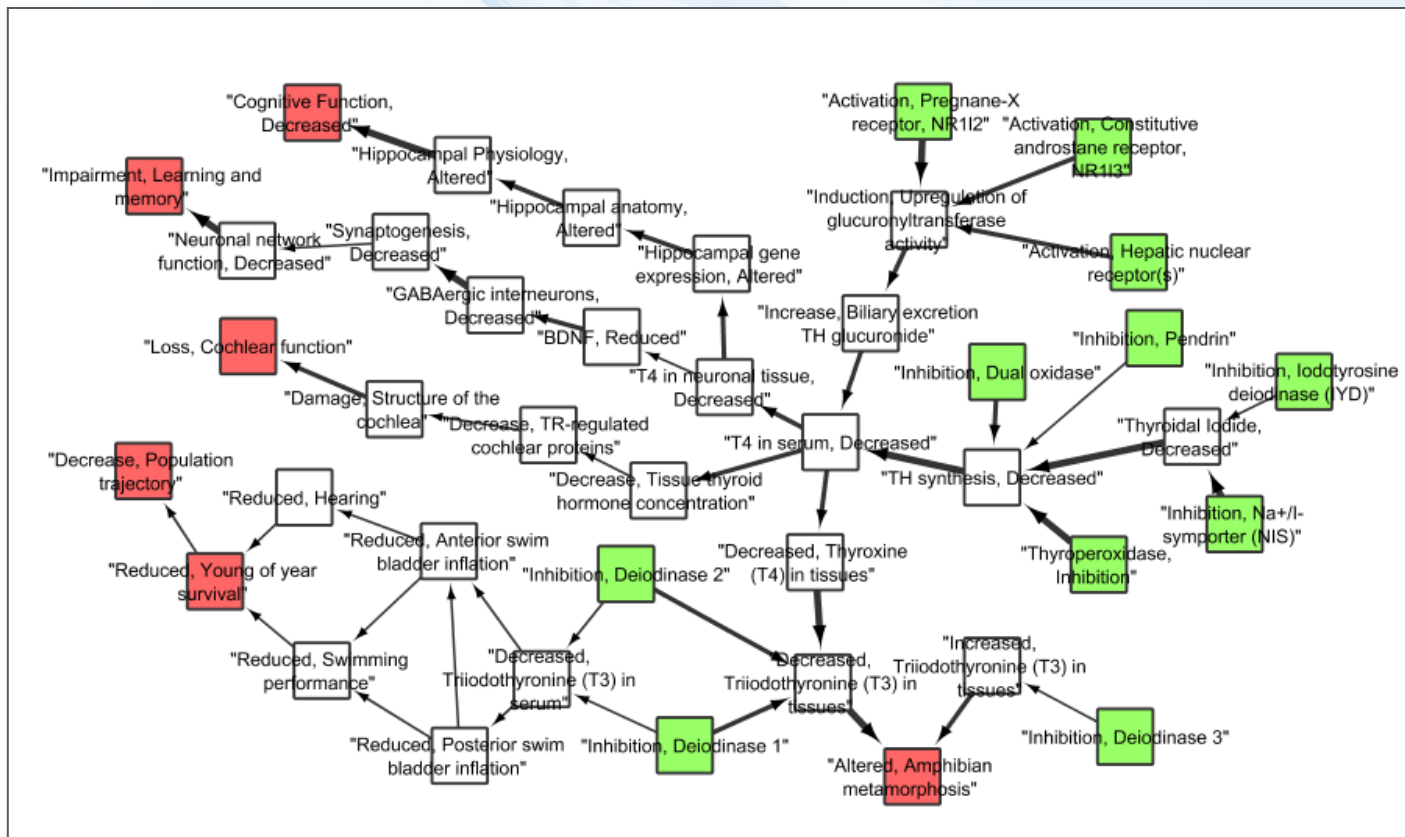 "Cognitive Function,
Decreased"
"Activation, Pregnane-X
receptor, NR1I2"
"Activation, Constitutive
androstane receptor,
NR1I3"
"Hippocampal Physiology,
Altered"
"Impairment, Learning and
memory"
"Induction, Upregulation of
glucuronyltransferase
activity"
"Hippocampal anatomy,
Altered"
"Synaptogenesis,
Decreased"
"Neuronal network
function, Decreased"
"Hippocampal gene
expression, Altered"
"Activation, Hepatic nuclear
receptor(s)"
"GABAergic interneurons,
Decreased"
"Increase, Biliary excretion
TH glucuronide"
"BDNF, Reduced"
"Inhibition, Pendrin"
"Loss, Cochlear function"
"T4 in neuronal tissue,
Decreased"
"Inhibition, Dual oxidase"
"Inhibition, Iodotyrosine
deiodinase (IYD)"
"Damage, Structure of the
cochlea"
"Decrease, TR-regulated
cochlear proteins"
"T4 in serum, Decreased"
"Thyroidal Iodide,
Decreased"
"Decrease, Population
trajectory"
"Reduced, Hearing"
"Decrease, Tissue thyroid
hormone concentration"
"TH synthesis, Decreased"
"Inhibition, Na+/I-
symporter (NIS)"
"Reduced, Anterior swim
bladder inflation"
"Decreased, Thyroxine
(T4) in tissues"
"Thyroperoxidase,
Inhibition"
"Reduced, Young of year
survival"
"Inhibition, Deiodinase 2"
"Reduced, Swimming
performance"
"Decreased,
Triiodothyronine (T3) in
serum"
"Decreased,
Triiodothyronine (T3) in
tissues"
"Increased,
Triiodothyronine (T3) in
tissues"
"Reduced, Posterior swim
bladder inflation"
"Inhibition, Deiodinase 1"
"Inhibition, Deiodinase 3"
"Altered, Amphibian
metamorphosis"